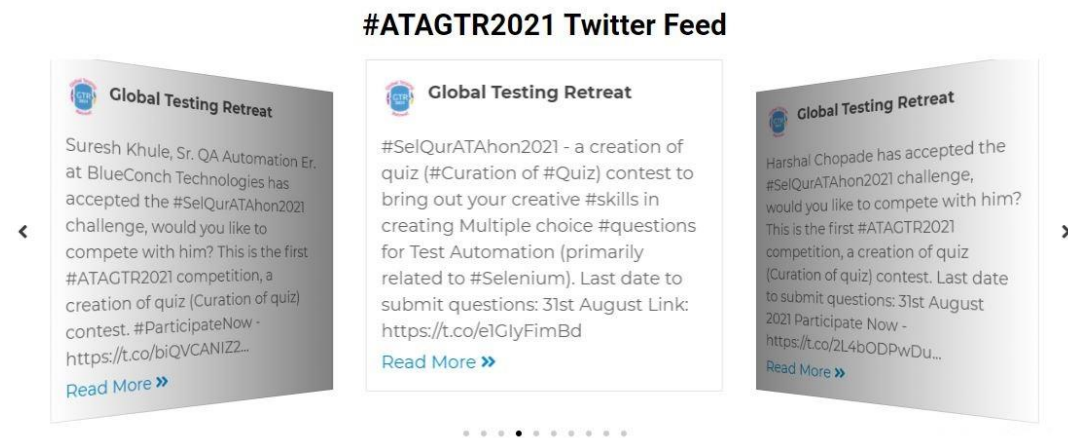 #ATAGTR2021 Twitter Feed
Global Testing Retreat
Suresh Khule, Sr. QA Automation Er.
at BlueConch Technologies has
accepted the #SelQurATAhon2021
challenge, would you like to
compete with him? This is the first
#ATAGTR2021 competition, a
creation of quiz (Curation of quiz)
contest. #ParticipateNow -
https://t.co/biQVCANIZ2...
Read More »
Global Testing Retreat
#SelQurATAhon2021 - a creation of
quiz (#Curation of #Quiz) contest to
bring out your creative #skills in
creating Multiple choice #questions
for Test Automation (primarily
related to #Selenium). Last date to
submit questions: 31st August Link:
https://t.co/e1GIyFimBd
Read More »
Global Testing Retreat
Harshal Chopade has accepted the
#SelQurATAhon2021 challenge,
would you like to compete with him?
This is the first #ATAGTR2021
competition, a creation of quiz
(Curation of quiz) contest. Last date
to submit questions: 31st August
2021 Participate Now -
https://t.co/2L4bODPwDu...
Read More »